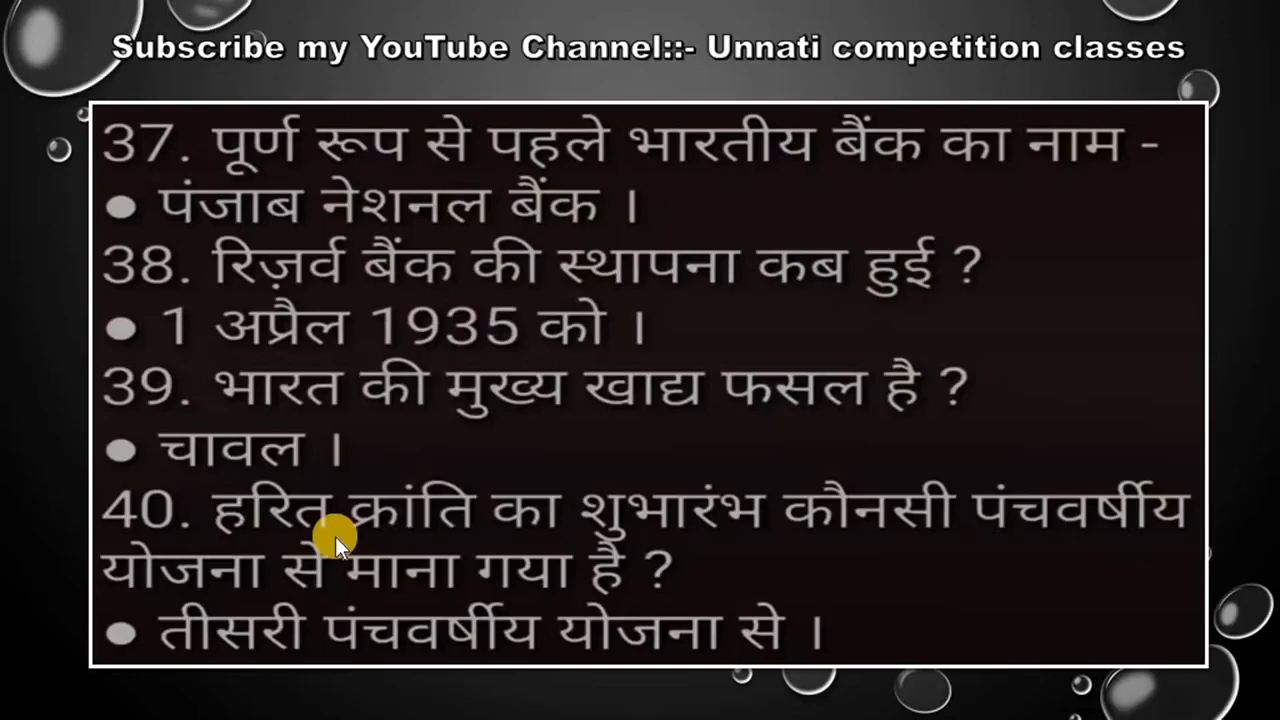 Subscribe my YouTube Channel::- Unnati competition classes
37. पूर्ण रूप से पहले भारतीय बैंक का नाम -
● पंजाब नेशनल बैंक ।
38. रिज़र्व बैंक की स्थापना कब हुई ?
● 1 अप्रैल 1935 को ।
39. भारत की मुख्य खाद्य फसल है ?
● चावल ।
40. हरित क्रांति का शुभारंभ कौनसी पंचवर्षीय
योजना से माना गया है ?
● तीसरी पंचवर्षीय योजना से ।